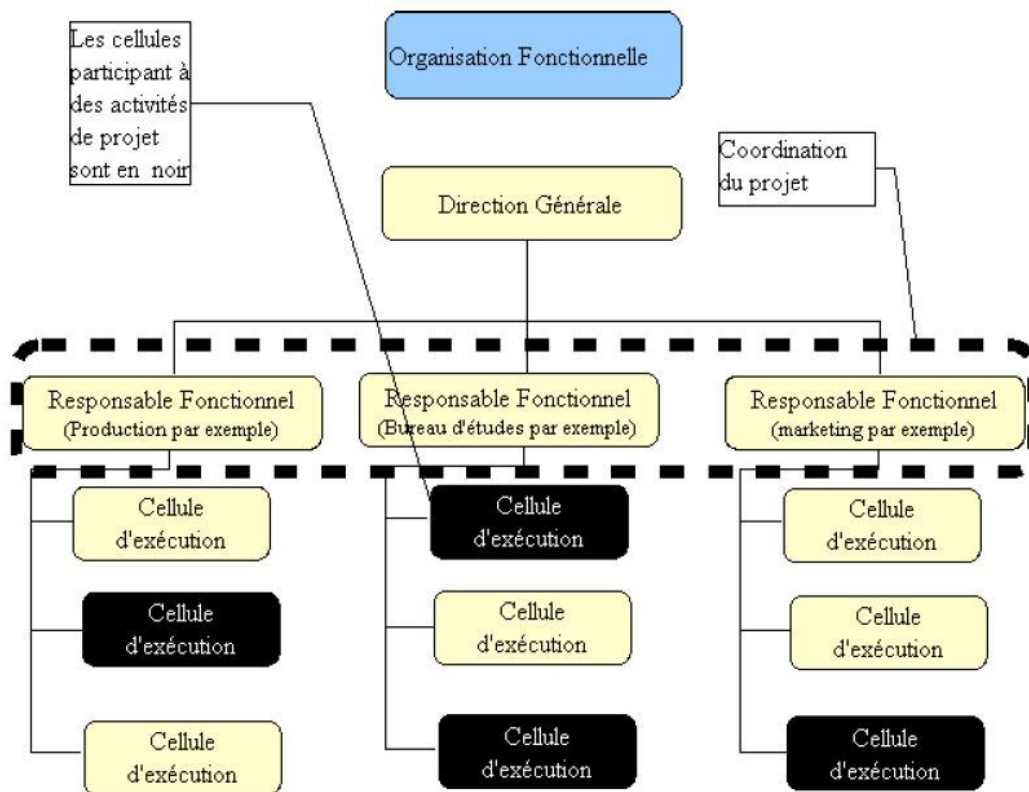 Les cellules
participant à
des activités
de projet
sont en noir
Organisation Fonctionnelle
Coordination
du projet
Direction Générale
Responsable Fonctionnel
(Production par exemple)
Responsable Fonctionnel
(Bureau d'études par exemple)
Responsable Fonctionnel
(marketing par exemple)
Cellule
d'exécution
Cellule
d'exécution
Cellule
d'exécution
Cellule
d'exécution
Cellule
d'exécution
Cellule
d'exécution
Cellule
d'exécution
Cellule
d'exécution
Cellule
d'exécution